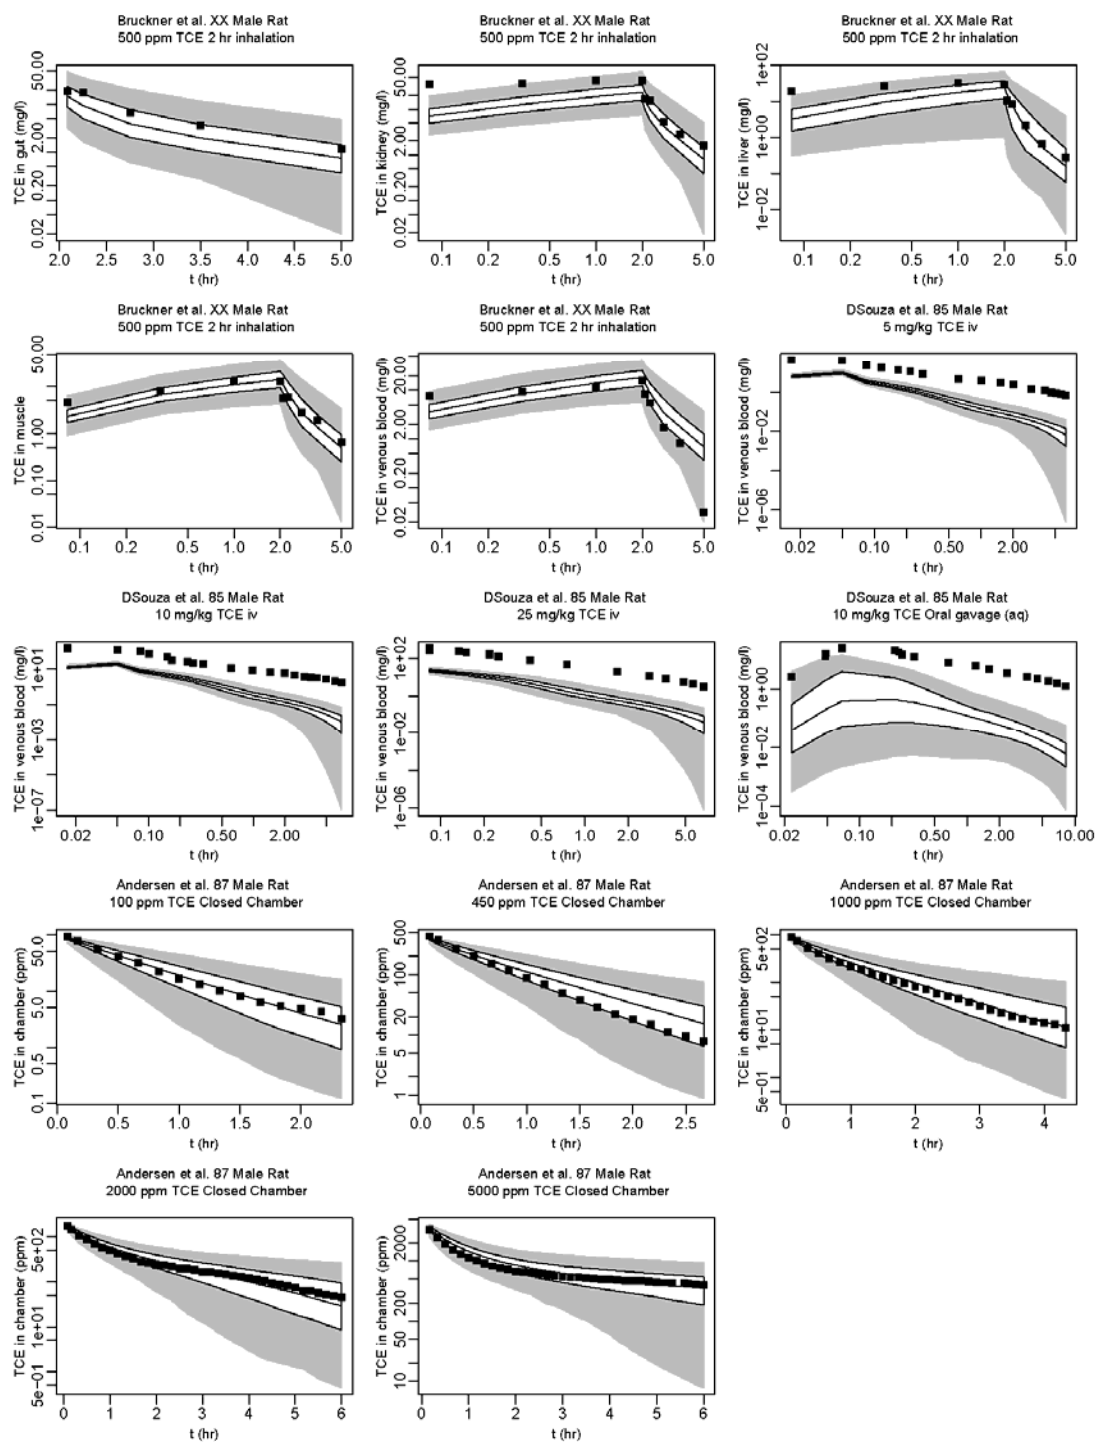 Bruckner et al. XX Male Rat
500 ppm TCE 2 hr inhalation
TCE in gut (mg/l)
50.00
2.00
0.20
0.02
2.0 2.5 3.0 3.5 4.0 4.5 5.0
t (hr)
Bruckner et al. XX Male Rat
500 ppm TCE 2 hr inhalation
TCE in kidney (mg/l)
50.00
2.00
0.20
0.02
0.1 0.2 0.5 1.0 2.0 5.0
t (hr)
Bruckner et al. XX Male Rat
500 ppm TCE 2 hr inhalation
TCE in liver (mg/l)
1e+02
1e+00
1e−02
0.1 0.2 0.5 1.0 2.0 5.0
t (hr)
Bruckner et al. XX Male Rat
500 ppm TCE 2 hr inhalation
TCE in muscle
50.00
1.00
0.10
0.01
0.1 0.2 0.5 1.0 2.0 5.0
t (hr)
Bruckner et al. XX Male Rat
500 ppm TCE 2 hr inhalation
TCE in venous blood (mg/l)
20.00
2.00
0.20
0.02
0.1 0.2 0.5 1.0 2.0 5.0
t (hr)
DSouza et al. 85 Male Rat
5 mg/kg TCE iv
TCE in venous blood (mg/l)
1e−02
1e−06
0.02 0.10 0.50 2.00
t (hr)
DSouza et al. 85 Male Rat
10 mg/kg TCE iv
TCE in venous blood (mg/l)
1e+01
1e−03
1e−07
0.02 0.10 0.50 2.00
t (hr)
DSouza et al. 85 Male Rat
25 mg/kg TCE iv
TCE in venous blood (mg/l)
1e+02
1e−02
1e−06
0.1 0.2 0.5 1.0 2.0 5.0
t (hr)
DSouza et al. 85 Male Rat
10 mg/kg TCE Oral gavage (aq)
TCE in venous blood (mg/l)
1e+00
1e−02
1e−04
0.02 0.10 0.50 2.00 10.00
t (hr)
Andersen et al. 87 Male Rat
100 ppm TCE Closed Chamber
TCE in chamber (ppm)
50.0
5.0
0.5
0.1
0.0 0.5 1.0 1.5 2.0
t (hr)
Andersen et al. 87 Male Rat
450 ppm TCE Closed Chamber
TCE in chamber (ppm)
500
100
20
5
1
0.0 0.5 1.0 1.5 2.0 2.5
t (hr)
Andersen et al. 87 Male Rat
1000 ppm TCE Closed Chamber
TCE in chamber (ppm)
5e+02
1e+01
5e−01
0 1 2 3 4
t (hr)
Andersen et al. 87 Male Rat
2000 ppm TCE Closed Chamber
TCE in chamber (ppm)
5e+02
1e+01
5e−01
0 1 2 3 4 5 6
t (hr)
Andersen et al. 87 Male Rat
5000 ppm TCE Closed Chamber
TCE in chamber (ppm)
2000
200
50
10
0 1 2 3 4 5 6
t (hr)